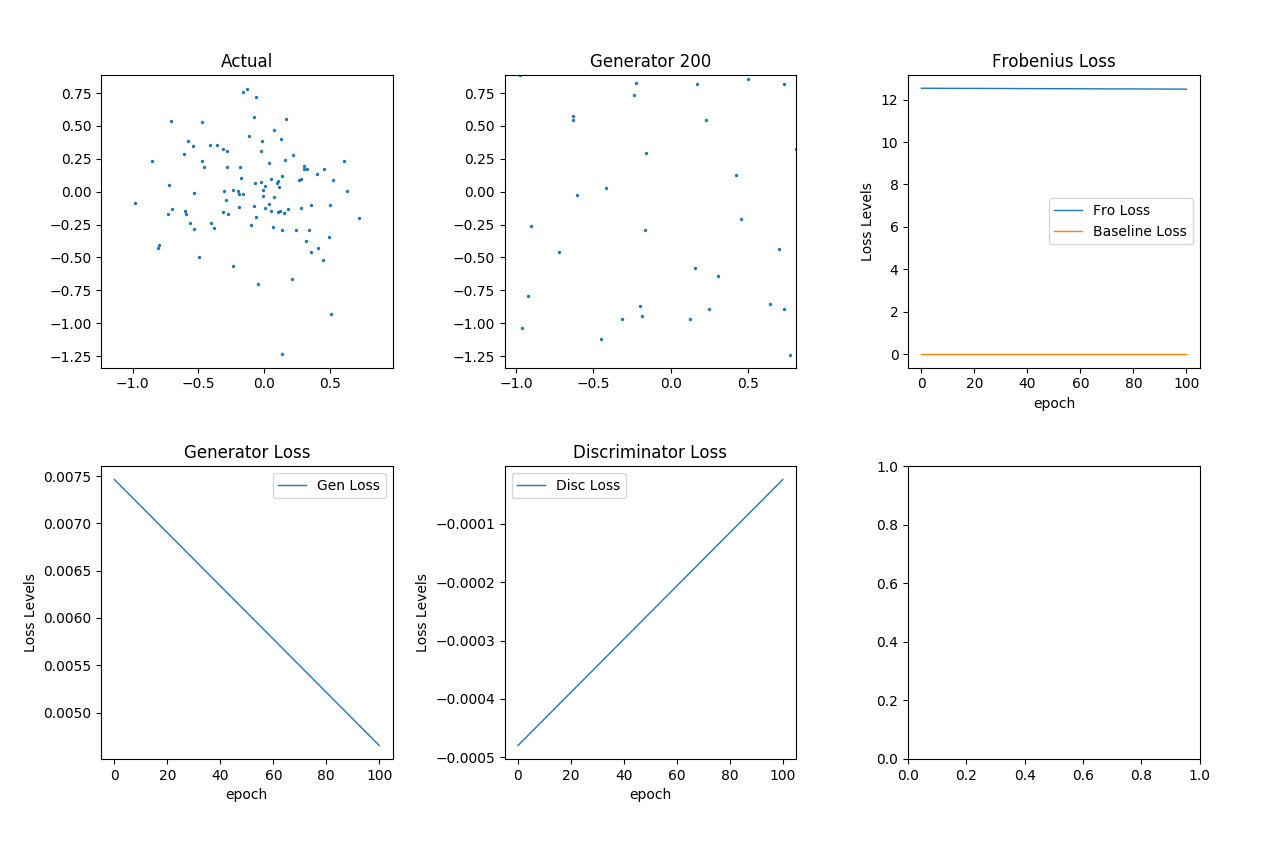 Actual
0.75
0.50
0.25
0.00
−0.25
−0.50
−0.75
−1.00
−1.25
−1.0 −0.5 0.0 0.5
Generator 200
0.75
0.50
0.25
0.00
−0.25
−0.50
−0.75
−1.00
−1.25
−1.0 −0.5 0.0 0.5
Frobenius Loss
Loss Levels
12
10
8
6
4
2
0
Fro Loss
Baseline Loss
0 20 40 60 80 100
epoch
Generator Loss
Loss Levels
0.0075
0.0070
0.0065
0.0060
0.0055
0.0050
Gen Loss
0 20 40 60 80 100
epoch
Discriminator Loss
Loss Levels
−0.0001
−0.0002
−0.0003
−0.0004
−0.0005
Disc Loss
0 20 40 60 80 100
epoch
1.0
0.8
0.6
0.4
0.2
0.0
0.0 0.2 0.4 0.6 0.8 1.0